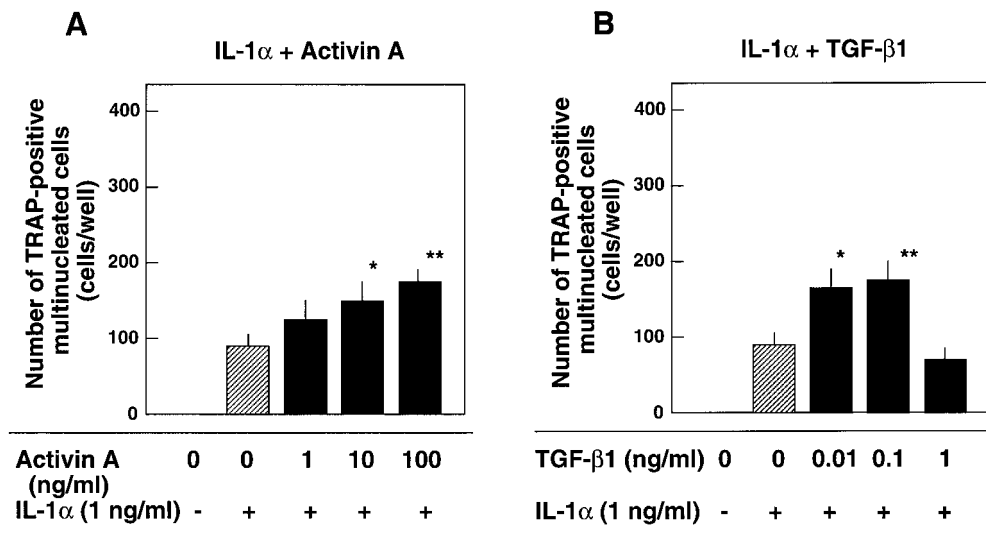 A
IL-1α + Activin A
Number of TRAP-positive
multinucleated cells
(cells/well)
400
300
200
100
0
*
**
Activin A 0 0 1 10 100
(ng/ml)
IL-1α (1 ng/ml) - + + + +
B
IL-1α + TGF-β1
Number of TRAP-positive
multinucleated cells
(cells/well)
400
300
200
100
0
*
**
TGF-β1 (ng/ml) 0 0 0.01 0.1 1
IL-1α (1 ng/ml) - + + + +